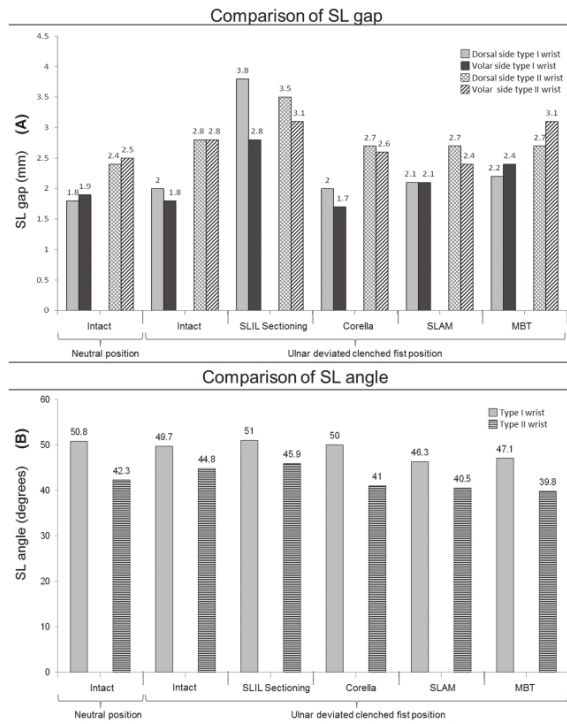 Comparison of SL gap
(A)
SL gap (mm)
4.5
4
3.5
3
2.5
2
1.5
1
0.5
0
Dorsal side type I wrist
Volar side type I wrist
Dorsal side type II wrist
Volar side type II wrist
1.8 1.9 2.4 2.5
2 1.8 2.8 2.8
3.8 2.8 3.5 3.1
2 1.7 2.7 2.6
2.1 2.1 2.7 2.4
2.2 2.4 2.7 3.1
Intact Intact SLIL Sectioning Corella SLAM MBT
Neutral position Ulnar deviated clenched fist position
Comparison of SL angle
(B)
SL angle (degrees)
60
50
40
30
20
10
0
Type I wrist
Type II wrist
50.8 42.3
49.7 44.8
51 45.9
50 41
46.3 40.5
47.1 39.8
Intact Intact SLIL Sectioning Corella SLAM MBT
Neutral position Ulnar deviated clenched fist position